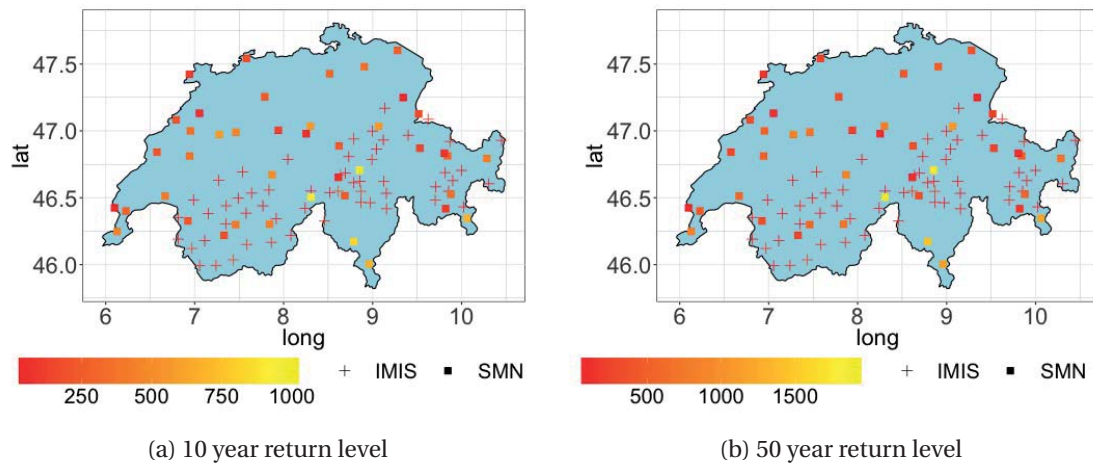 47.5
47.0
46.5
46.0
lat
6 7 8 9 10
long
250 500 750 1000
+ IMIS ■ SMN
(a) 10 year return level
47.5
47.0
46.5
46.0
lat
6 7 8 9 10
long
500 1000 1500
+ IMIS ■ SMN
(b) 50 year return level